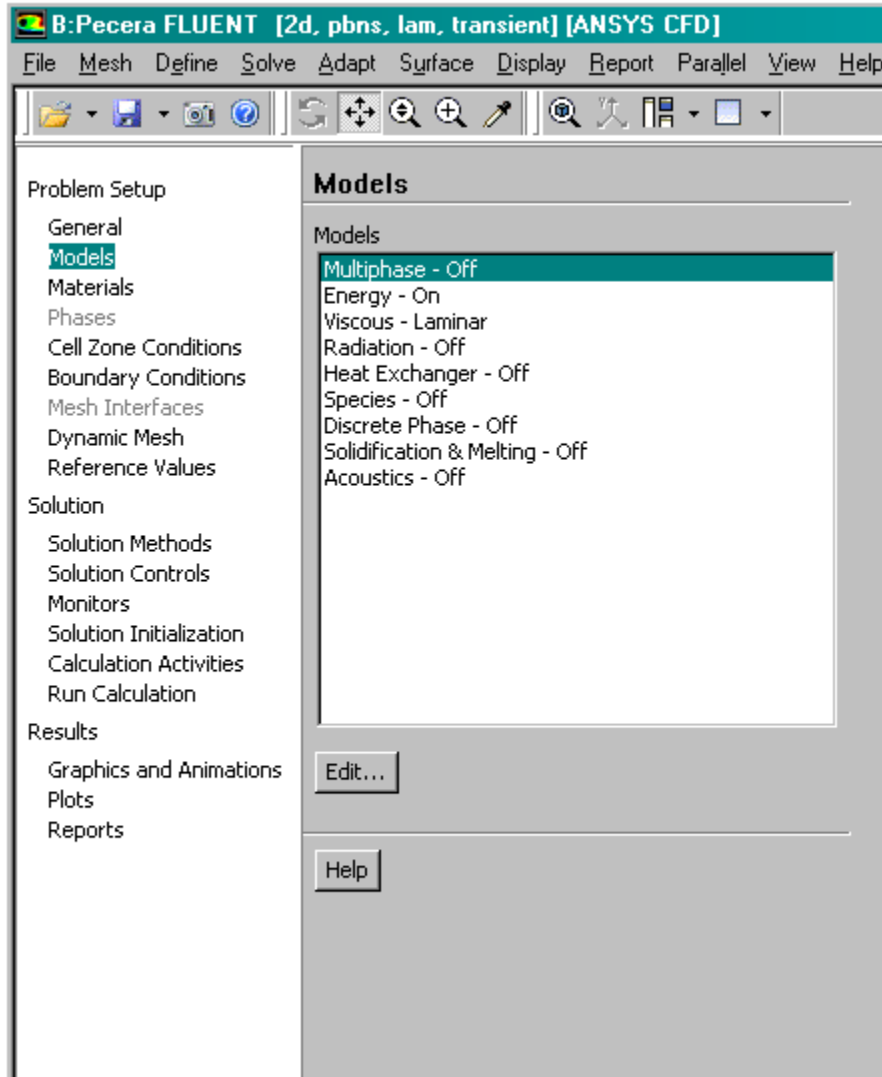 B:Pecera FLUENT [2d, pbns, lam, transient] [ANSYS CFD]
File Mesh Define Solve Adapt Surface Display Report Parallel View Help
Problem Setup
General
Models
Materials
Phases
Cell Zone Conditions
Boundary Conditions
Mesh Interfaces
Dynamic Mesh
Reference Values
Solution
Solution Methods
Solution Controls
Monitors
Solution Initialization
Calculation Activities
Run Calculation
Results
Graphics and Animations
Plots
Reports
Models
Models
Multiphase - Off
Energy - On
Viscous - Laminar
Radiation - Off
Heat Exchanger - Off
Species - Off
Discrete Phase - Off
Solidification & Melting - Off
Acoustics - Off
Edit...
Help